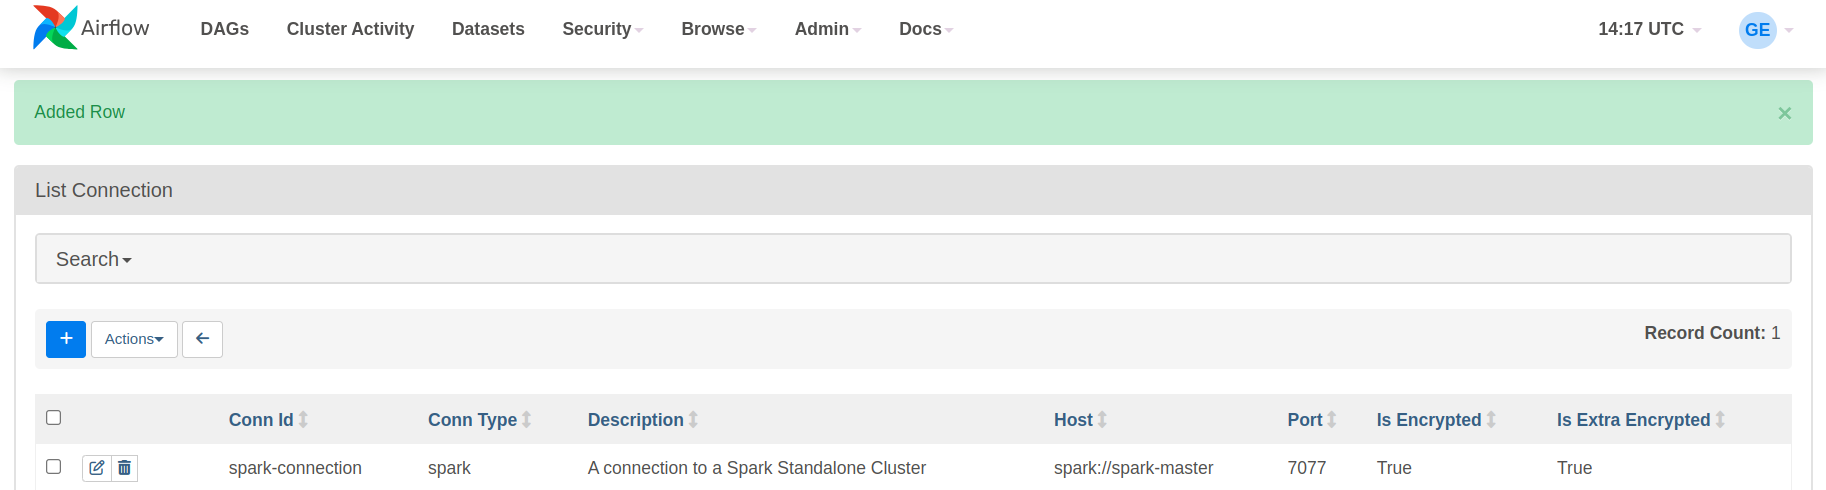 Airflow DAGs Cluster Activity Datasets Security Browse Admin Docs 14:17 UTC GE
Added Row ×
List Connection
Search
+ Actions Record Count: 1
Conn Id Conn Type Description Host Port Is Encrypted Is Extra Encrypted
spark-connection spark A connection to a Spark Standalone Cluster spark://spark-master 7077 True True